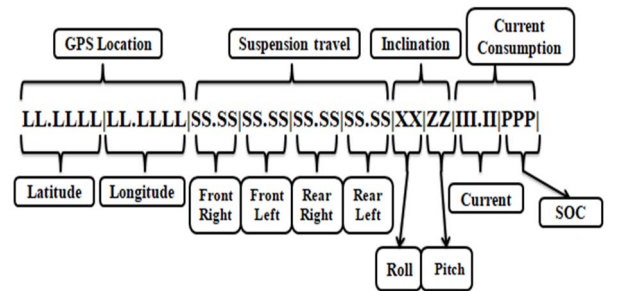 GPS Location
Suspension travel
Inclination
Current
Consumption
LL.LLLL|LL.LLLL|SS.SS|SS.SS|SS.SS|SS.SS|XX|ZZ|III.II|PPP|
Latitude
Longitude
Front
Right
Front
Left
Rear
Right
Rear
Left
Current
SOC
Roll
Pitch